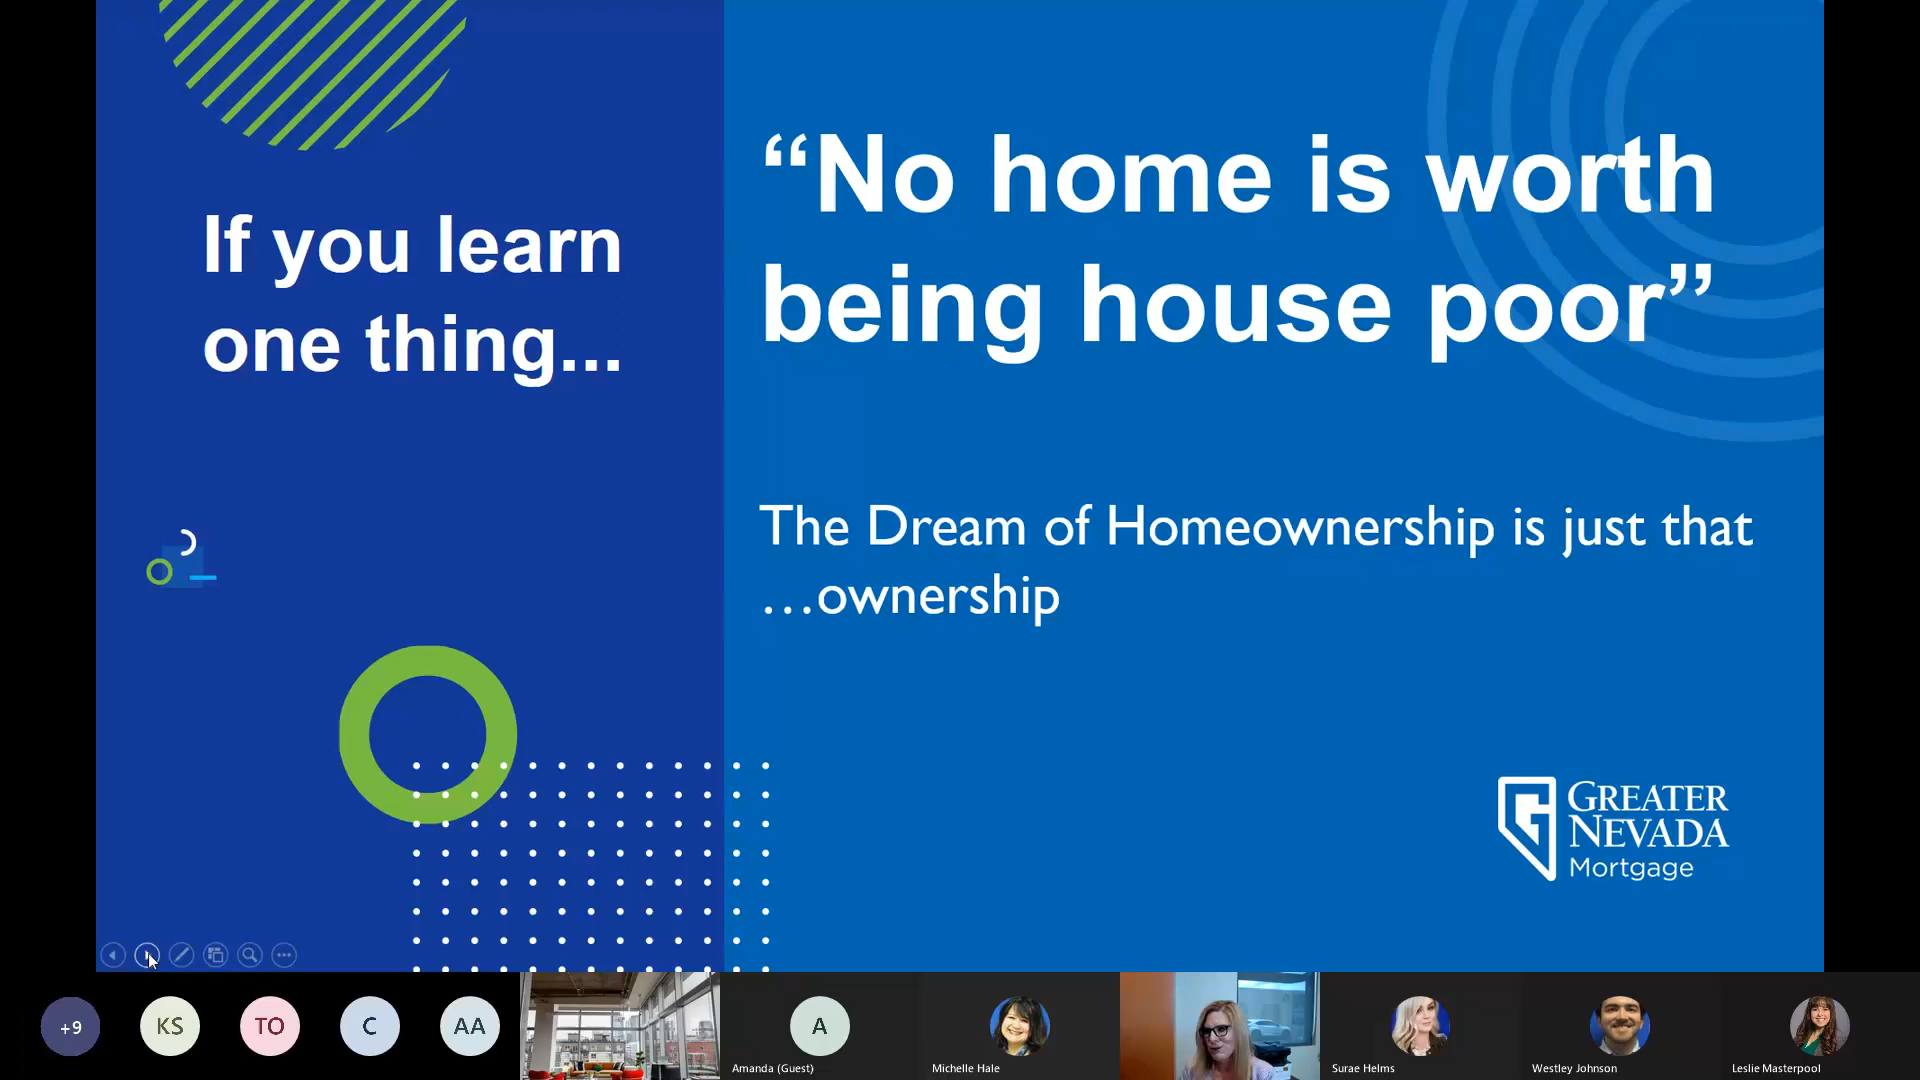 If you learn
one thing...
“No home is worth
being house poor”
The Dream of Homeownership is just that
…ownership
GREATER
NEVADA
Mortgage
+9
KS
TO
C
AA
A
Amanda (Guest)
Michelle Hale
Surae Helms
Westley Johnson
Leslie Masterpool